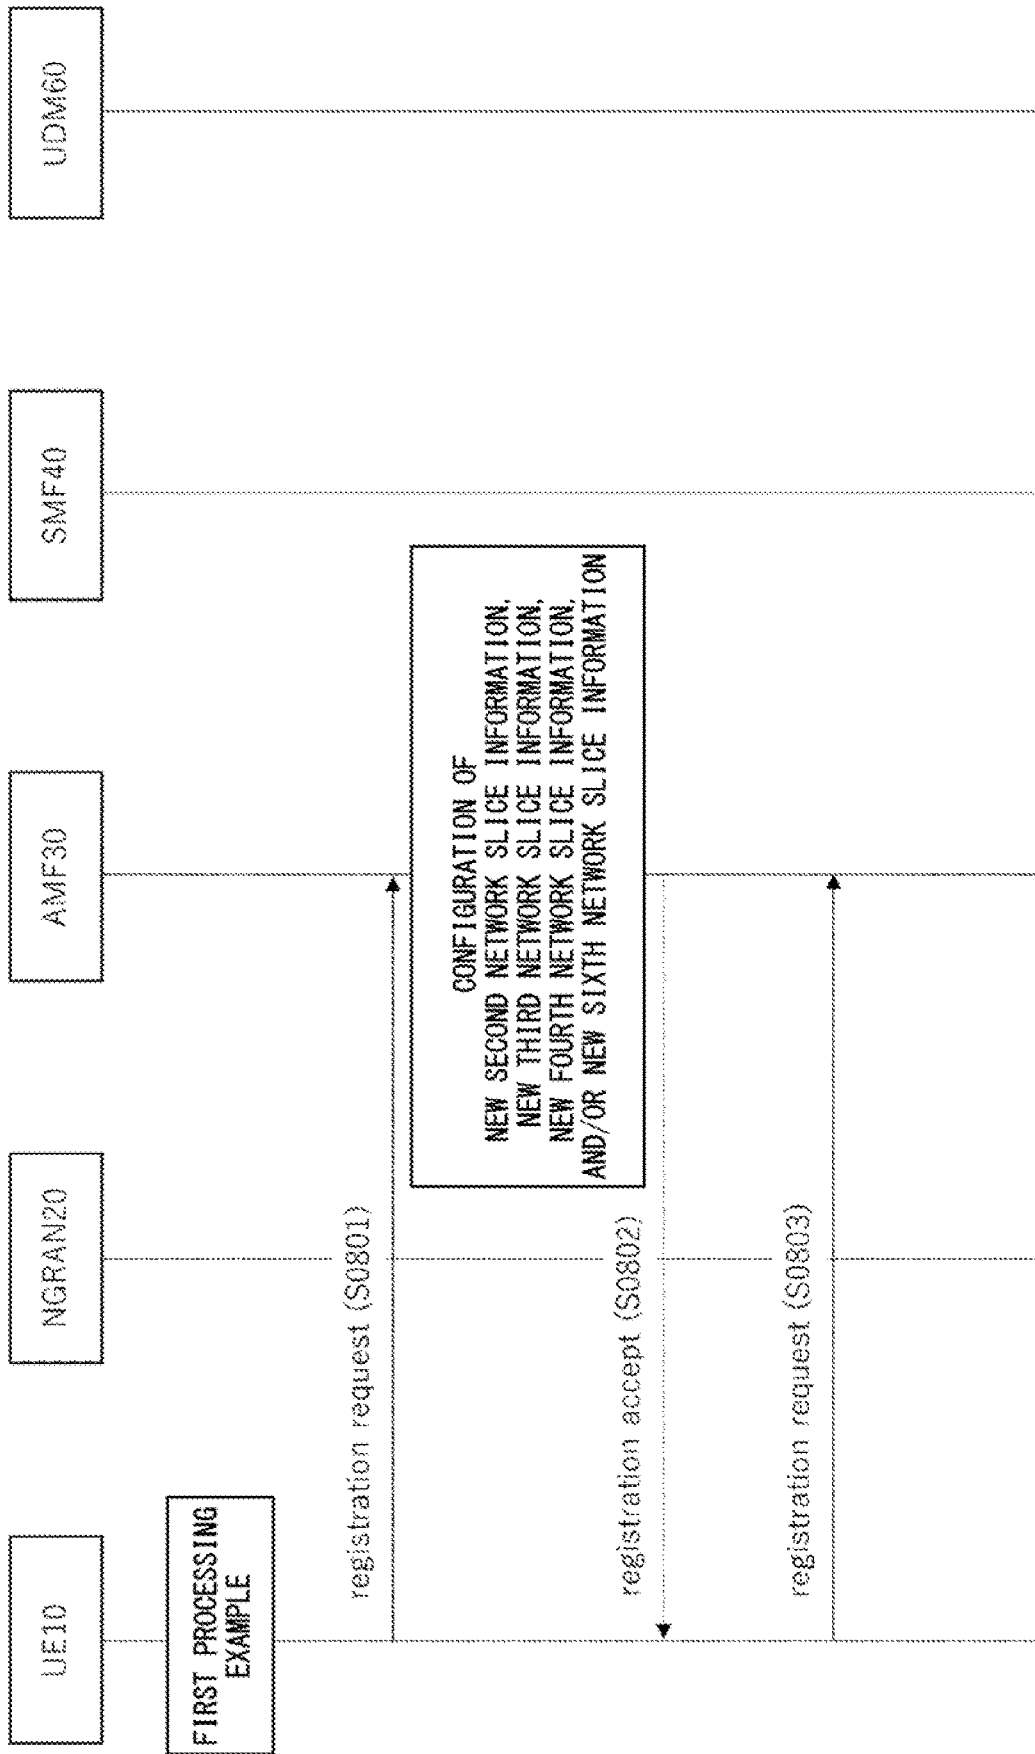 UE10
NGRAN20
AMF30
SMF40
UDM60
FIRST PROCESSING
EXAMPLE
registration request (S0801)
CONFIGURATION OF
NEW SECOND NETWORK SLICE INFORMATION,
NEW THIRD NETWORK SLICE INFORMATION,
NEW FOURTH NETWORK SLICE INFORMATION,
AND/OR NEW SIXTH NETWORK SLICE INFORMATION
registration accept (S0802)
registration request (S0803)